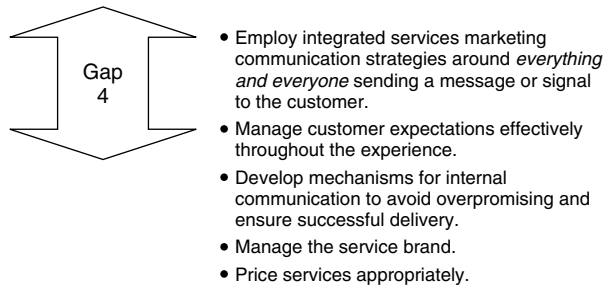 Gap
4
• Employ integrated services marketing
communication strategies around everything
and everyone sending a message or signal
to the customer.
• Manage customer expectations effectively
throughout the experience.
• Develop mechanisms for internal
communication to avoid overpromising and
ensure successful delivery.
• Manage the service brand.
• Price services appropriately.